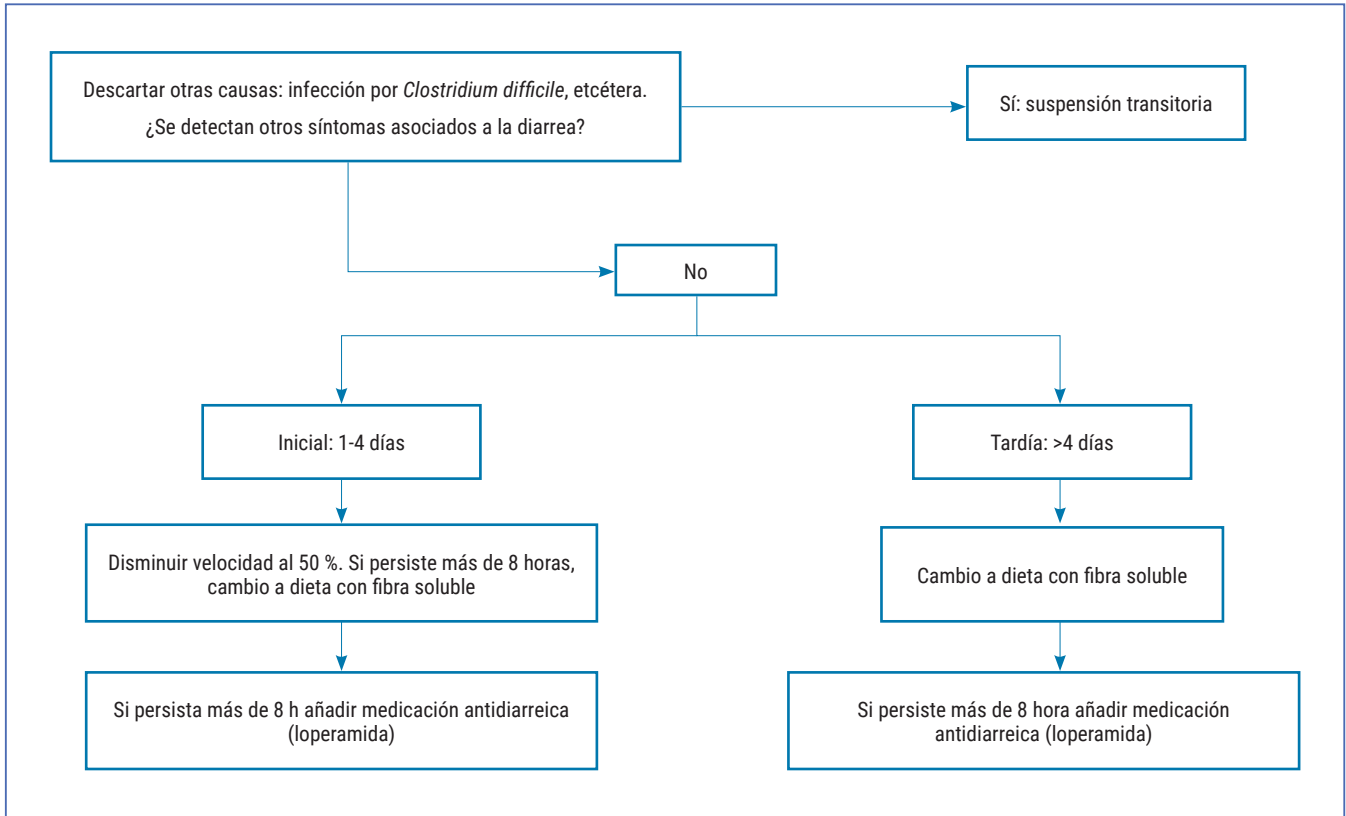 Descartar otras causas: infección por Clostridium difficile, etcétera.
¿Se detectan otros síntomas asociados a la diarrea?
Sí: suspensión transitoria
No
Inicial: 1-4 días
Tardía: >4 días
Disminuir velocidad al 50 %. Si persiste más de 8 horas,
cambio a dieta con fibra soluble
Cambio a dieta con fibra soluble
Si persista más de 8 h añadir medicación antidiarreica
(loperamida)
Si persiste más de 8 hora añadir medicación
antidiarreica (loperamida)